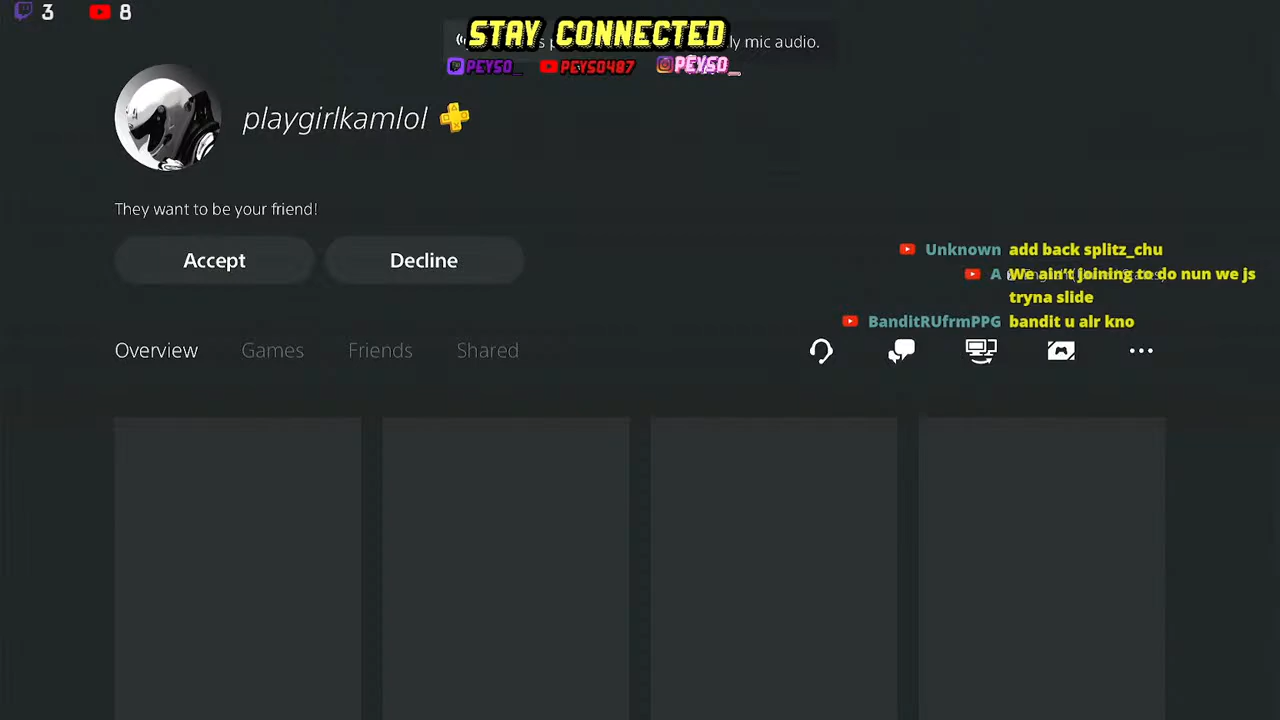 3 8
STAY CONNECTED
ly mic audio.
PEYSO_ PEYSO487 PEYSO_
playgirlkamlol
They want to be your friend!
Accept Decline
Unknown add back splitz_chu
A We ain't joining to do nun we js
tryna slide
BanditRUfrmPPG bandit u alr kno
Overview Games Friends Shared